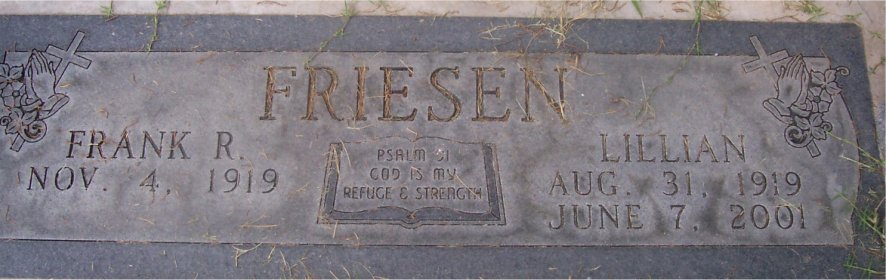 FRIESEN
FRANK R.
NOV. 4, 1919
PSALM 91
GOD IS MY
REFUGE & STRENGTH
LILLIAN
AUG. 31, 1919
JUNE 7, 2001